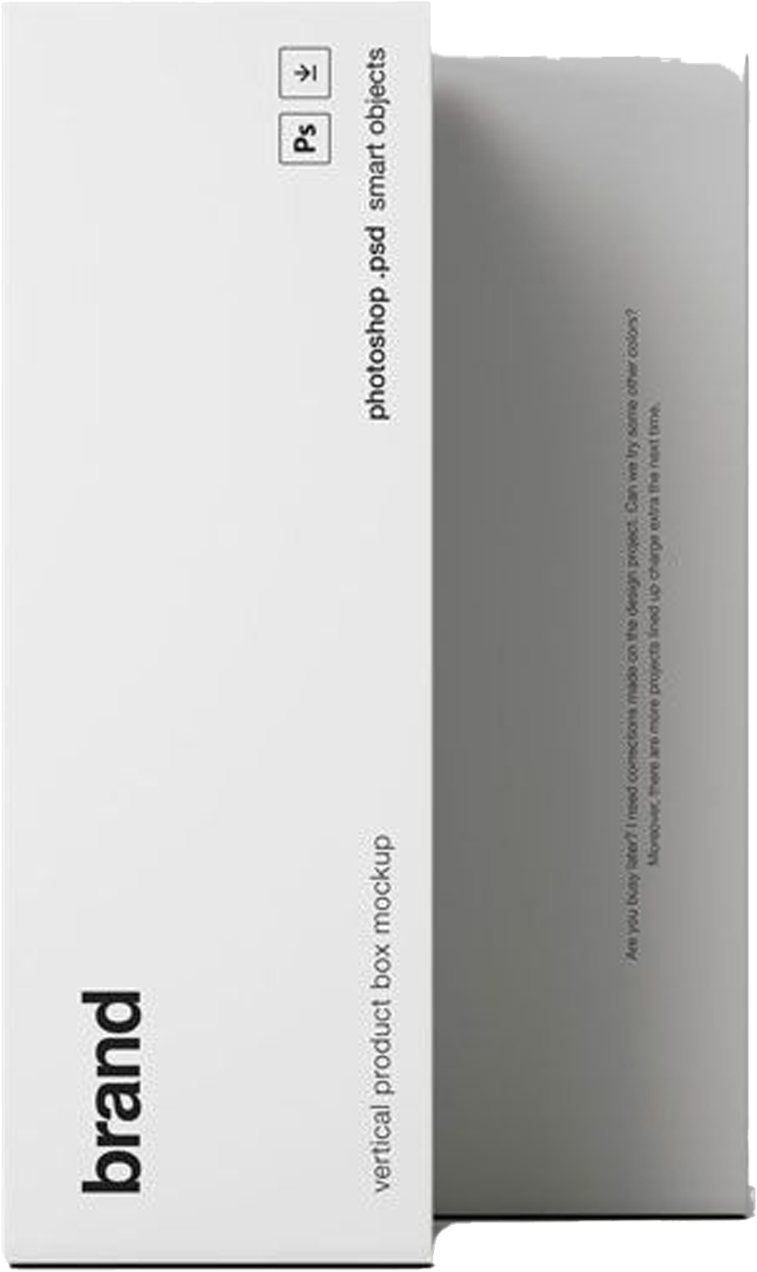 brand
Ps
photoshop .psd smart objects
vertical product box mockup
Are you busy later? I need corrections made on the design project. Can we try some other colors?
Moreover, there are more projects lined up charge extra the next time.